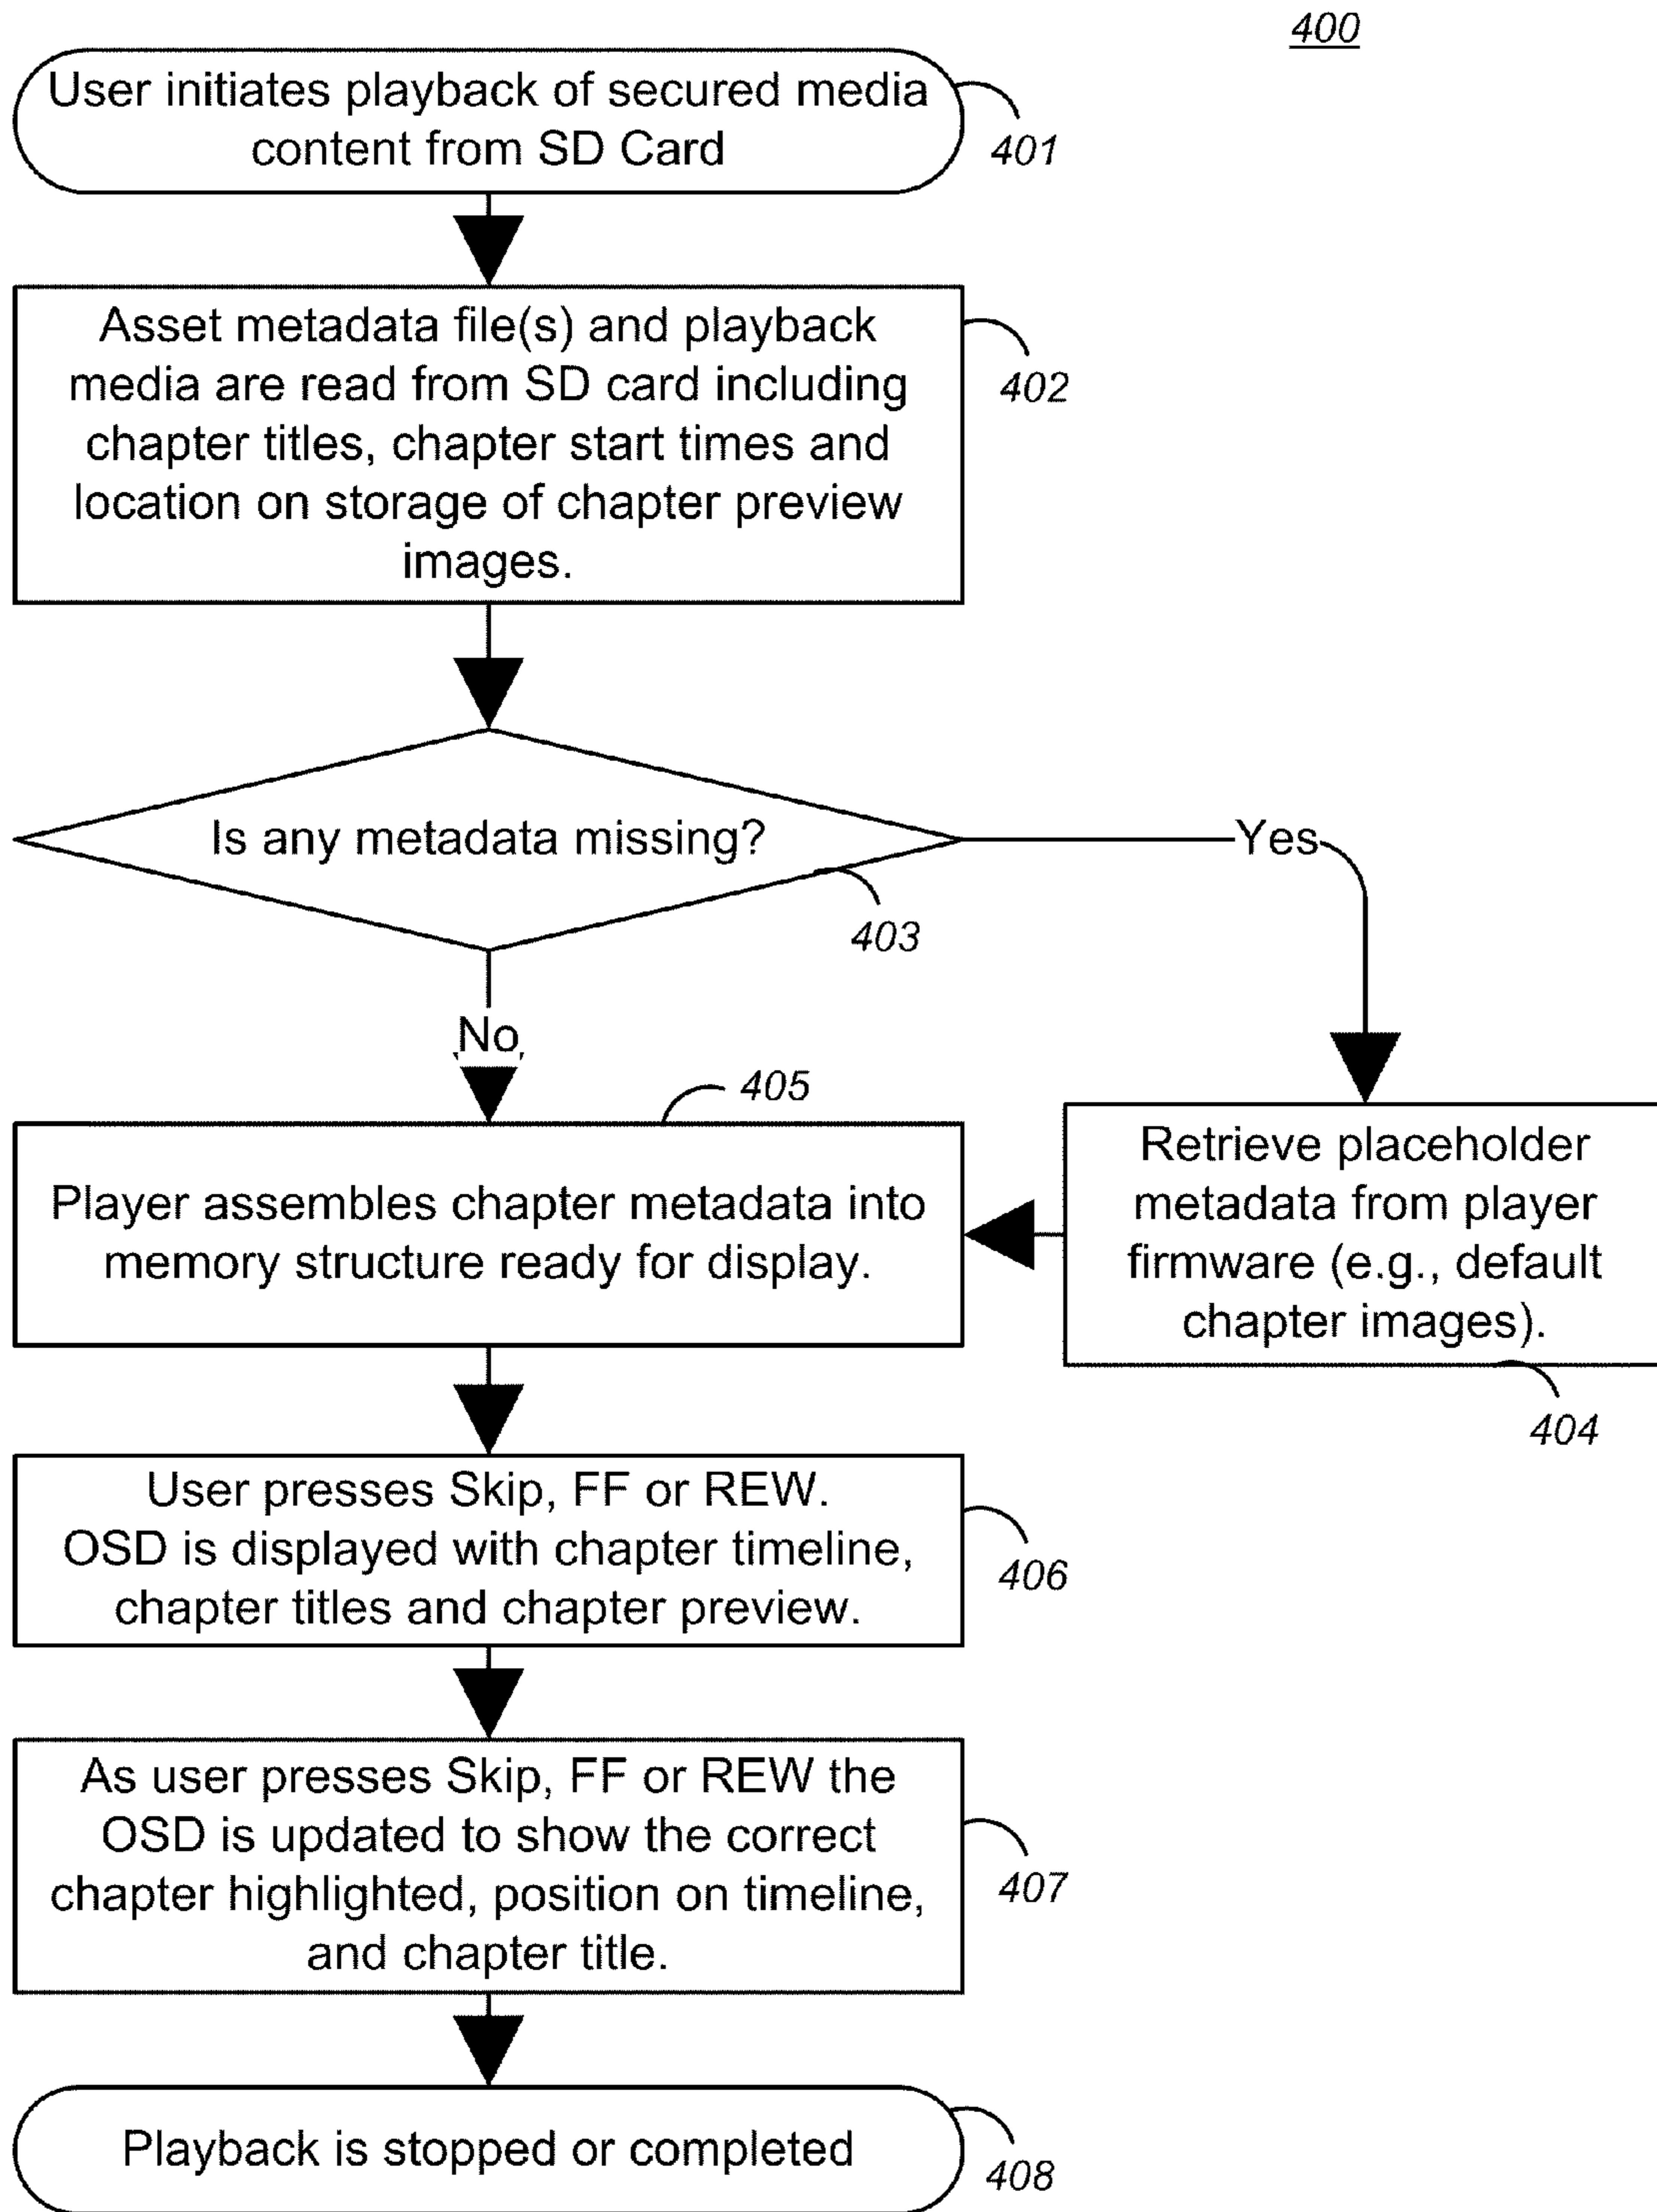 400
User initiates playback of secured media
content from SD Card
401
Asset metadata file(s) and playback
media are read from SD card including
chapter titles, chapter start times and
location on storage of chapter preview
images.
402
Is any metadata missing?
Yes
403
No
405
Player assembles chapter metadata into
memory structure ready for display.
Retrieve placeholder
metadata from player
firmware (e.g., default
chapter images).
404
User presses Skip, FF or REW.
OSD is displayed with chapter timeline,
chapter titles and chapter preview.
406
As user presses Skip, FF or REW the
OSD is updated to show the correct
chapter highlighted, position on timeline,
and chapter title.
407
Playback is stopped or completed
408